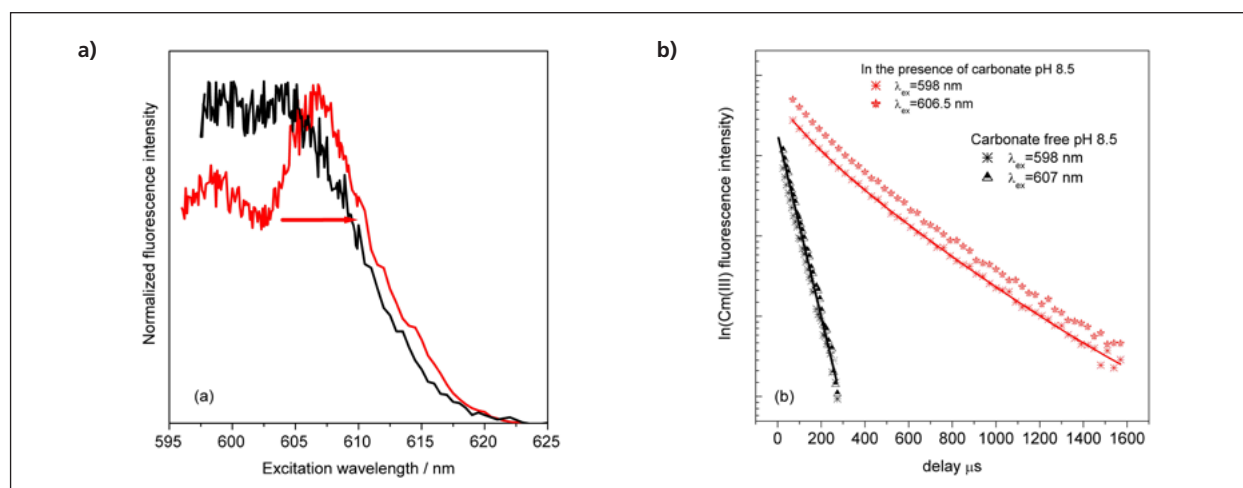 a)
Normalized fluorescence intensity
(a)
595 600 605 610 615 620 625
Excitation wavelength / nm
b)
ln(Cm(III) fluorescence intensity)
In the presence of carbonate pH 8.5
λex=598 nm
λex=606.5 nm
Carbonate free pH 8.5
λex=598 nm
λex=607 nm
(b)
0 200 400 600 800 1000 1200 1400 1600
delay μs